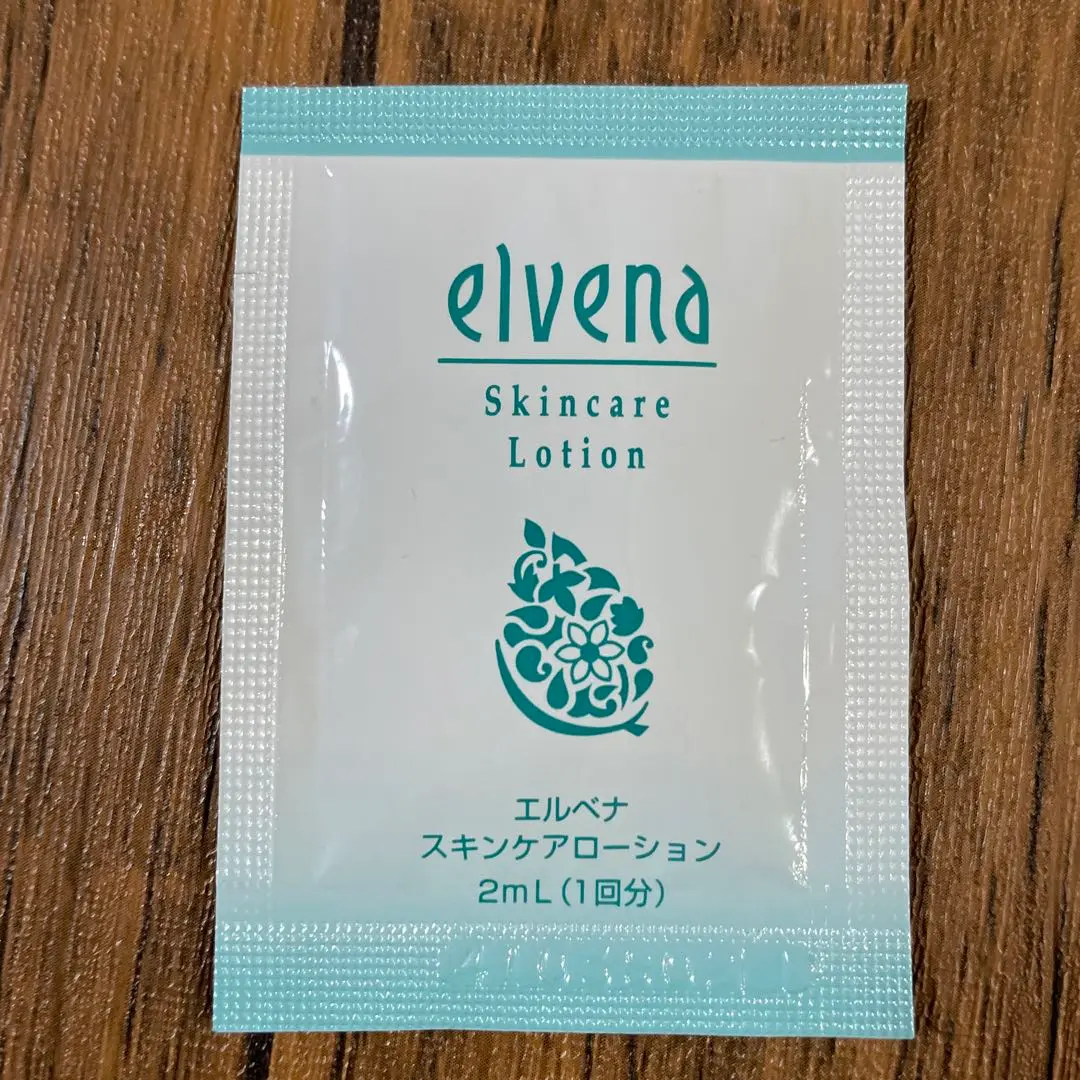 elvena
Skincare
Lotion
エルベナ
スキンケアローション
2mL(1回分)